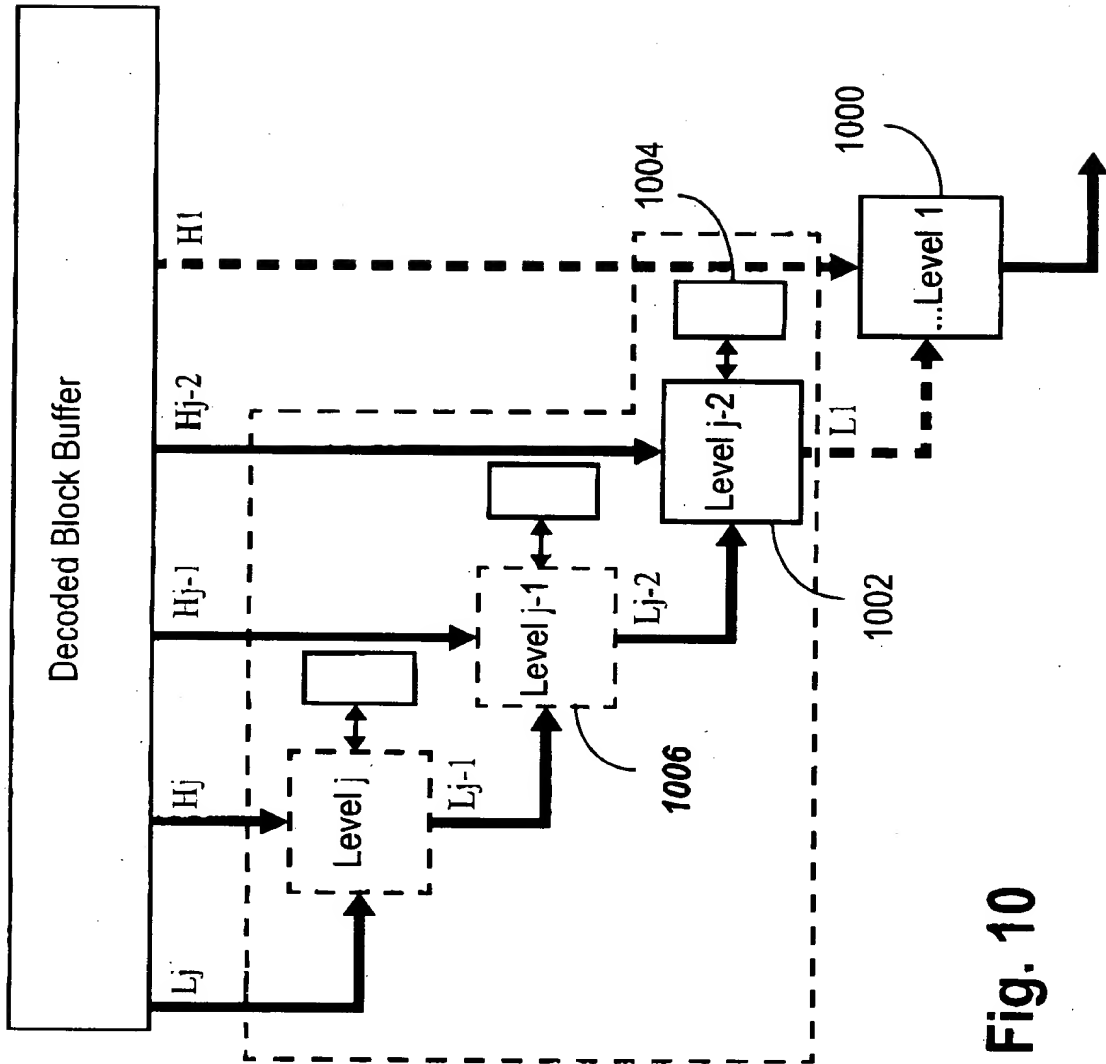 Decoded Block Buffer
Lj
Hj
Hj-1
Hj-2
H1
Level j
Lj-1
Level j-1
Lj-2
Level j-2
L1
...Level 1
1000
1002
1004
1006
Fig. 10